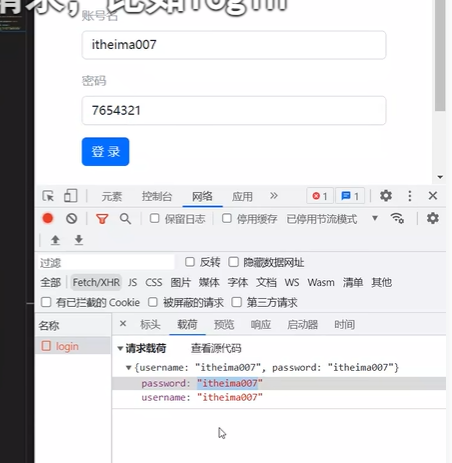 请求，比如login
账号名
itheima007
密码
7654321
登 录
元素 控制台 网络 应用 » 1 1
保留日志 停用缓存 已停用节流模式
过滤 反转 隐藏数据网址
全部 Fetch/XHR JS CSS 图片 媒体 字体 文档 WS Wasm 清单 其他
有已拦截的 Cookie 被屏蔽的请求 第三方请求
名称 × 标头 载荷 预览 响应 启动器 时间
login
▼请求载荷 查看源代码
▼{username: "itheima007", password: "itheima007"}
password: "itheima007"
username: "itheima007"